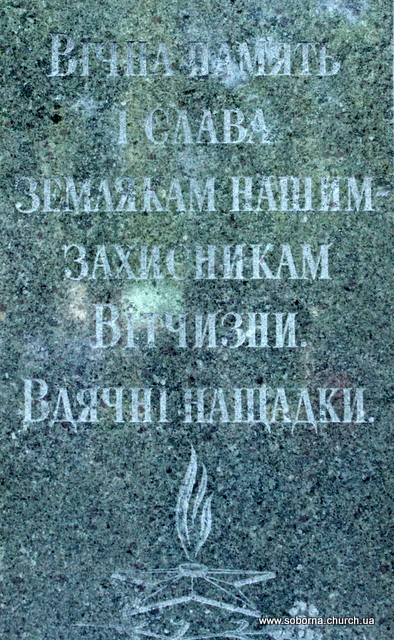 Вічна память
і слава
землякам нашим-
захисникам
Вітчизни.
Вдячні нащадки.
www.soborna.church.ua